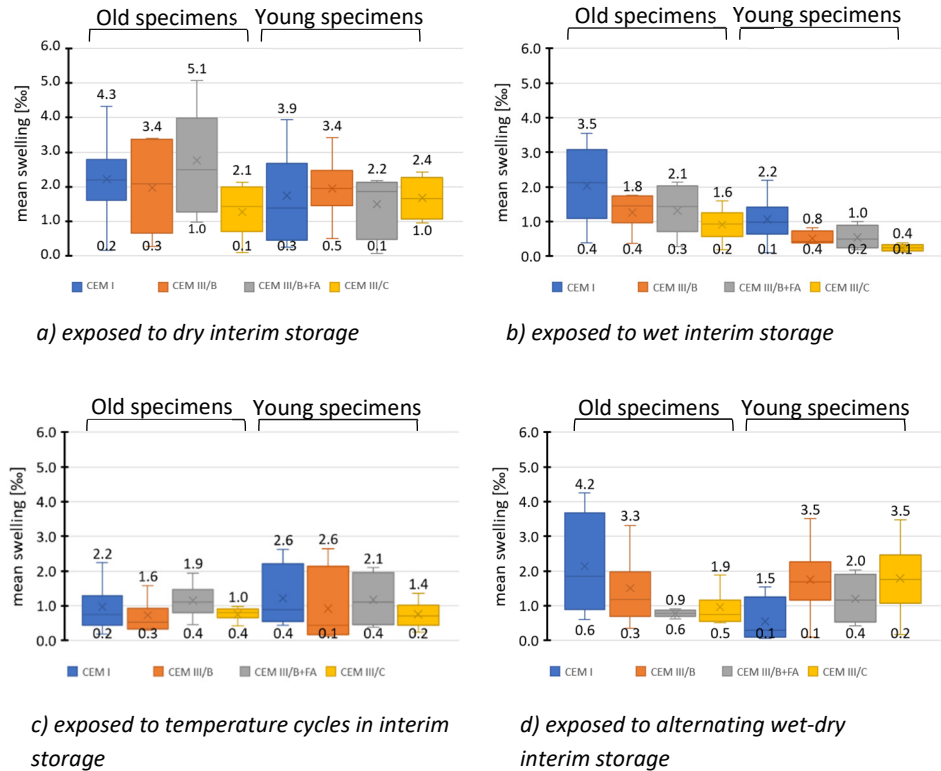 Old specimens Young specimens
6.0
5.0
4.0
3.0
2.0
1.0
0.0
mean swelling [‰]
4.3 3.4 5.1 2.1 3.9 3.4 2.2 2.4
0.2 0.3 1.0 0.1 0.3 0.5 0.1 1.0
CEM I CEM III/B CEM III/B+FA CEM III/C
a) exposed to dry interim storage
Old specimens Young specimens
6.0
5.0
4.0
3.0
2.0
1.0
0.0
mean swelling [‰]
3.5 1.8 2.1 1.6 2.2 0.8 1.0 0.4
0.4 0.4 0.3 0.2 0.1 0.4 0.2 0.1
CEM I CEM III/B CEM III/B+FA CEM III/C
b) exposed to wet interim storage
Old specimens Young specimens
6.0
5.0
4.0
3.0
2.0
1.0
0.0
mean swelling [‰]
2.2 1.6 1.9 1.0 2.6 2.6 2.1 1.4
0.2 0.3 0.4 0.4 0.4 0.1 0.4 0.2
CEM I CEM III/B CEM III/B+FA CEM III/C
c) exposed to temperature cycles in interim
storage
Old specimens Young specimens
6.0
5.0
4.0
3.0
2.0
1.0
0.0
mean swelling [‰]
4.2 3.3 0.9 1.9 1.5 3.5 2.0 3.5
0.6 0.3 0.6 0.5 0.1 0.1 0.4 0.2
CEM I CEM III/B CEM III/B+FA CEM III/C
d) exposed to alternating wet-dry
interim storage